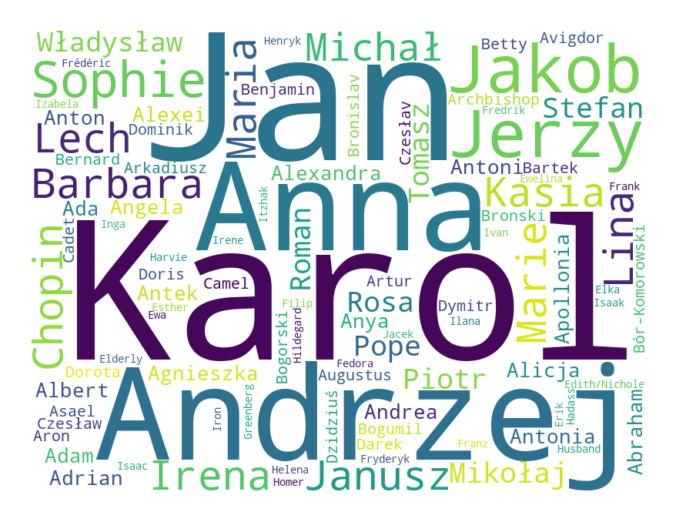 Władysław
Frédéric
Sophie
Izabela
Anton
Alexei
Lech
Dominik
Bernard
Arkadiusz
Barbara
Jan
Maria
Henryk
Benjamin
Michał
Bronislav
Czesław
Tomasz
Betty
Avigdor
Jakob
Archbishop
Fredrik
Stefan
Jerzy
Antoni
Bartek
Ewelina
Frank
Kasia
Alexandra
Anna
Itzhak
Ada
Angela
Cadet
Inga
Irene
Roman
Bronski
Ivan
Marie
Apollonia
Lina
Bór-Komorowski
Chopin
Karol
Harvie
Doris
Camel
Antek
Esther
Ewa
Filip
Hildegard
Bogorski
Artur
Rosa
Dymitr
Ilana
Anya
Jacek
Pope
Elka
Isaak
Elderly
Dorota
Agnieszka
Fedora
Augustus
Piotr
Alicja
Edith/Nichole
Abraham
Albert
Andrzej
Asael
Czesław
Aron
Adam
Isaac
Adrian
Iron
Greenberg
Dzidziuś
Andrea
Bogumil
Darek
Franz
Fryderyk
Antonia
Erik
Hadass
Husband
Irena
Helena
Homer
Janusz
Mikołaj